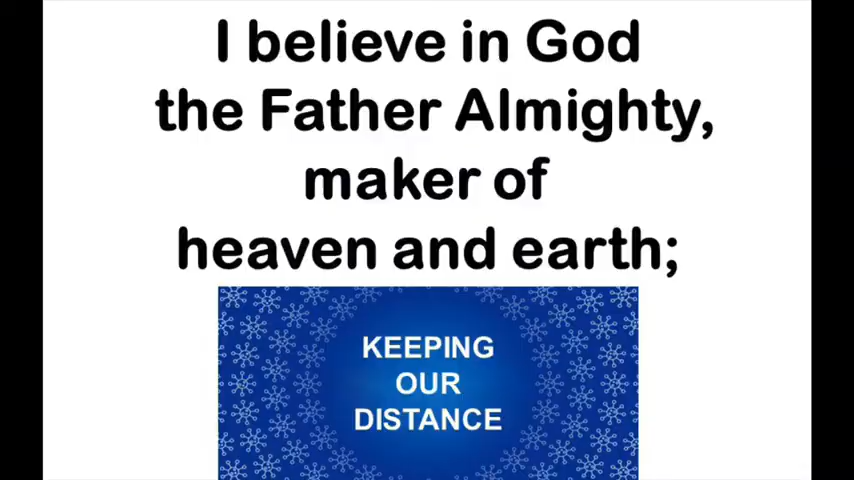 I believe in God
the Father Almighty,
maker of
heaven and earth;
KEEPING
OUR
DISTANCE